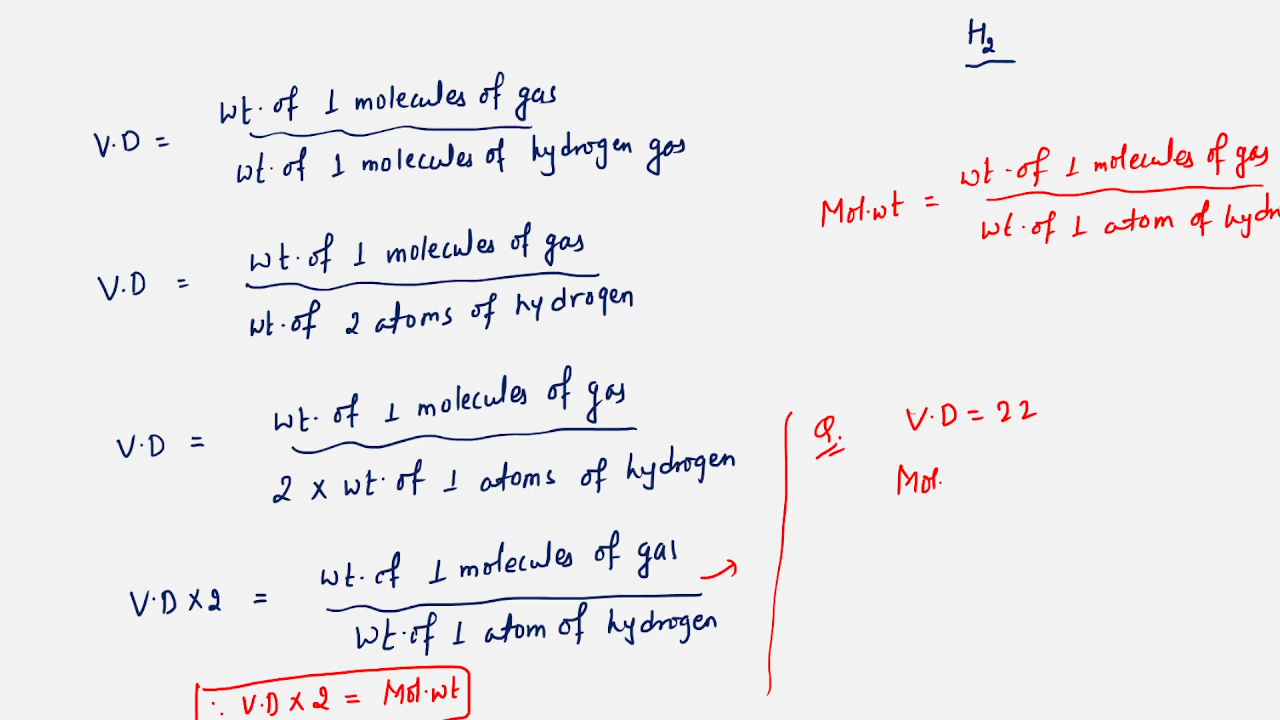 H₂
V.D = wt. of 1 molecules of gas
wt. of 1 molecules of hydrogen gas
Mol.wt = wt. of 1 molecules of gas
wt. of 1 atom of
V.D = wt. of 1 molecules of gas
wt. of 2 atoms of hydrogen
V.D = wt. of 1 molecules of gas
2 x wt. of 1 atoms of hydrogen
Q. V.D = 22
Mol.
V.D x 2 = wt. of 1 molecules of gas
wt. of 1 atom of hydrogen
∴ V.D x 2 = Mol.wt